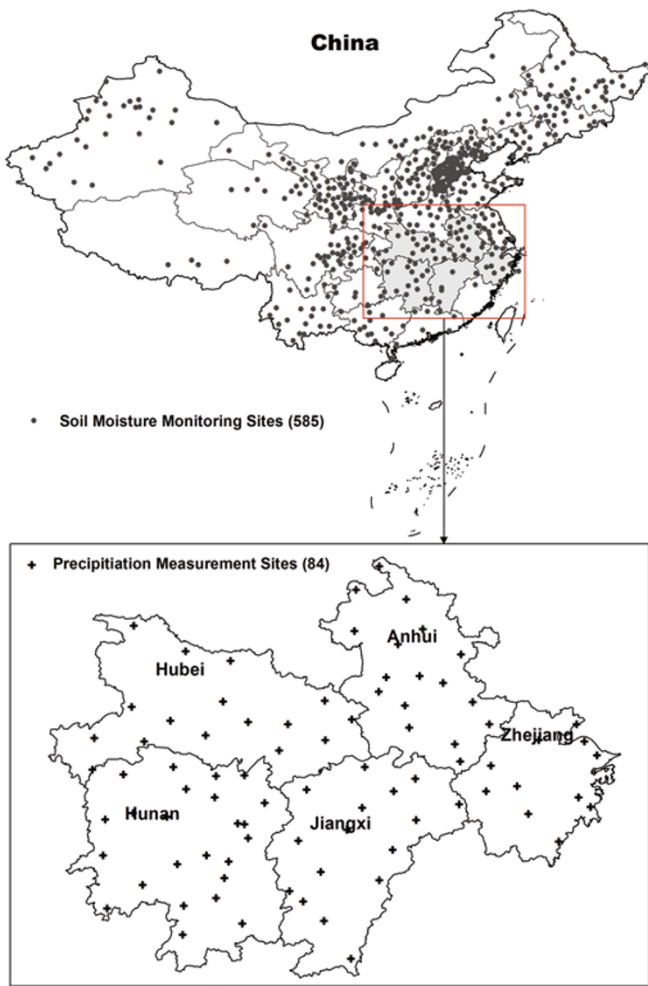 China
Soil Moisture Monitoring Sites (585)
Precipitiation Measurement Sites (84)
Anhui
Hubei
Zhejiang
Hunan
Jiangxi